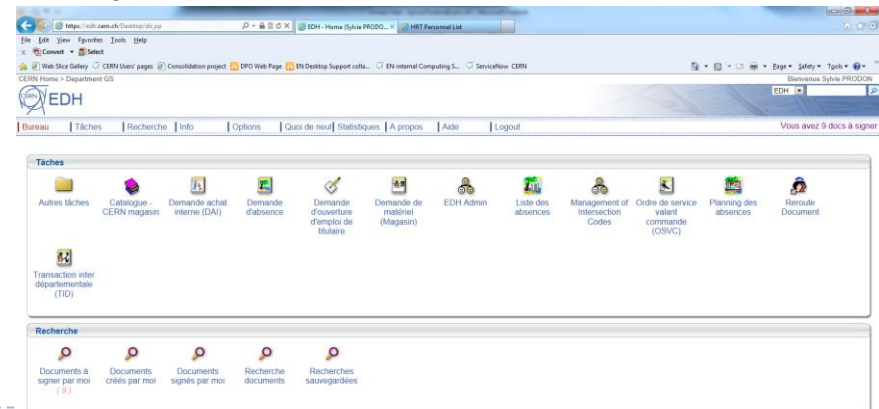 https://edh.cern.ch/Desktop/dir.jsp
EDH - Home (Sylvie PRODO...
HRT Personnel List
File Edit View Favorites Tools Help
Convert Select
Web Slice Gallery CERN Users' pages Consolidation project DPO Web Page EN Desktop Support colla... EN-internal Computing S... ServiceNow CERN Page Safety Tools
CERN Home > Department GS Bienvenue Sylvie PRODON
CERN EDH EDH
Bureau Tâches Recherche Info Options Quoi de neuf Statistiques A propos Aide Logout Vous avez 9 docs à signer
Tâches
Autres tâches Catalogue - Demande achat Demande Demande Demande de EDH Admin Liste des Management of Ordre de service Planning des Reroute
CERN magasin interne (DAI) d'absence d'ouverture matériel absences Intersection valant absences Document
d'emploi de (Magasin) Codes commande
titulaire (OSVC)
Transaction inter
départementale
(TID)
Recherche
Documents à Documents Documents Recherche Recherches
signer par moi créés par moi signés par moi documents sauvegardées
( 9 )